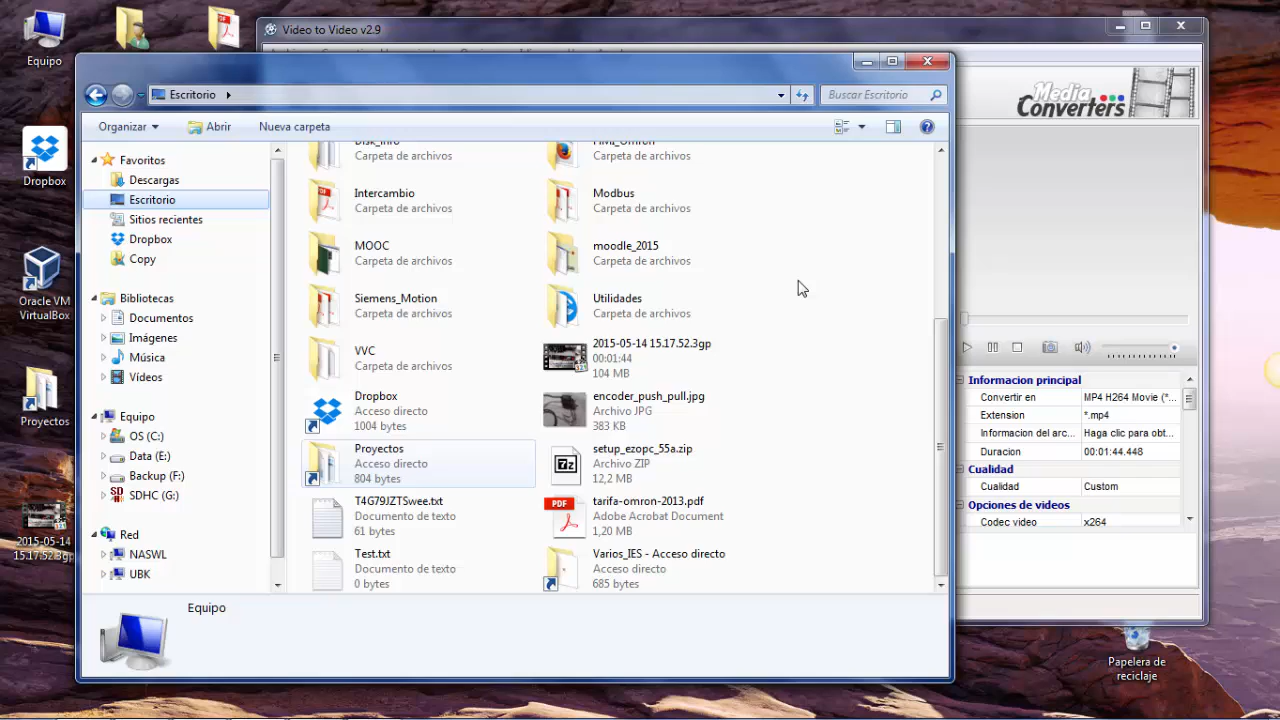 Equipo
Dropbox
Oracle VM
VirtualBox
Proyectos
2015-05-14
15.17.52.3gp
Video to Video v2.9
Escritorio
Buscar Escritorio
Organizar
Abrir
Nueva carpeta
Favoritos
Descargas
Escritorio
Sitios recientes
Dropbox
Copy
Bibliotecas
Documentos
Imágenes
Música
Vídeos
Equipo
OS (C:)
Data (E:)
Backup (F:)
SDHC (G:)
Red
NASWL
UBK
Disk_Info
Carpeta de archivos
HMI_Omron
Carpeta de archivos
Intercambio
Carpeta de archivos
Modbus
Carpeta de archivos
MOOC
Carpeta de archivos
moodle_2015
Carpeta de archivos
Siemens_Motion
Carpeta de archivos
Utilidades
Carpeta de archivos
VVC
Carpeta de archivos
2015-05-14 15.17.52.3gp
00:01:44
104 MB
Dropbox
Acceso directo
1004 bytes
encoder_push_pull.jpg
Archivo JPG
383 KB
Proyectos
Acceso directo
804 bytes
setup_ezopc_55a.zip
Archivo ZIP
12,2 MB
T4G79JZTSwee.txt
Documento de texto
61 bytes
tarifa-omron-2013.pdf
Adobe Acrobat Document
1,20 MB
Test.txt
Documento de texto
0 bytes
Varios_IES - Acceso directo
Acceso directo
685 bytes
Equipo
Media
Converters
Informacion principal
Convertir en MP4 H264 Movie (*...
Extension *.mp4
Informacion del arc... Haga clic para obt...
Duracion 00:01:44.448
Cualidad
Cualidad Custom
Opciones de videos
Codec video x264
Papelera de
reciclaje